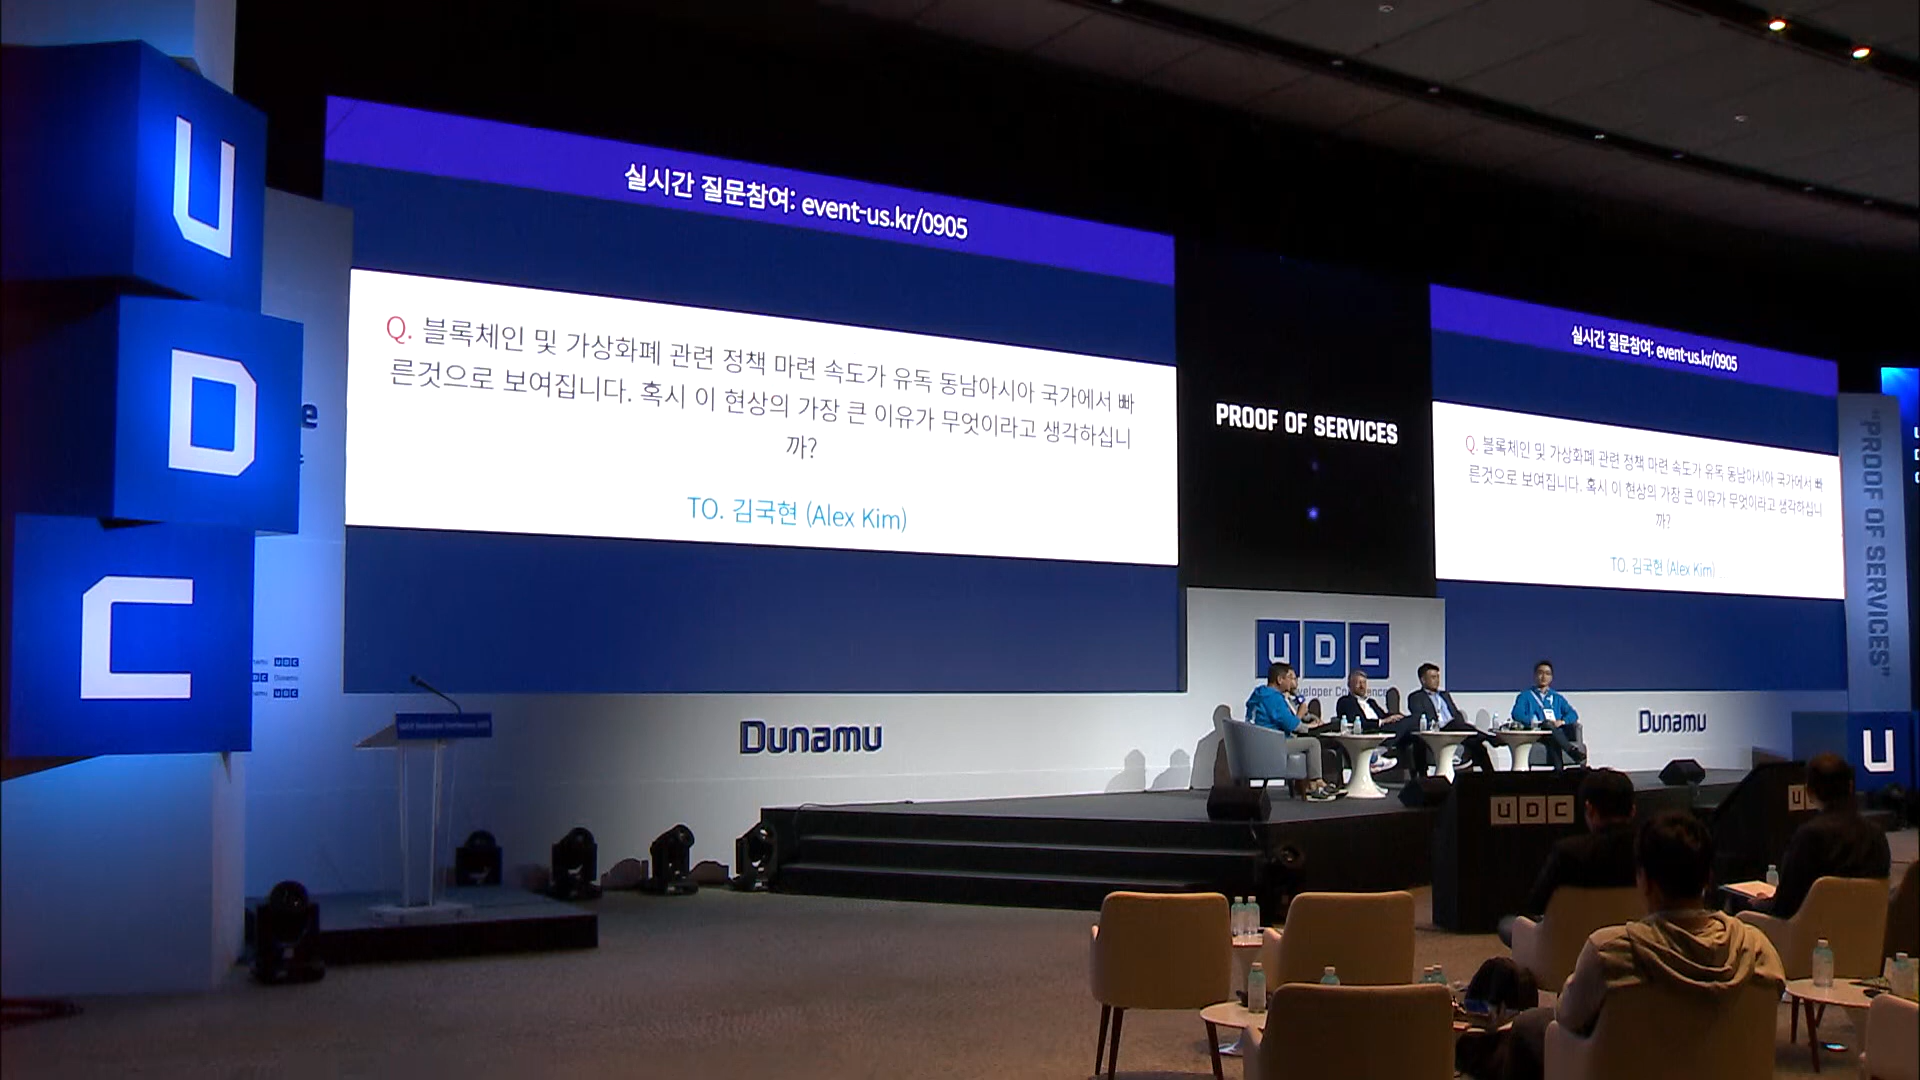 U
D
C
실시간 질문참여: event-us.kr/0905
Q. 블록체인 및 가상화폐 관련 정책 마련 속도가 유독 동남아시아 국가에서 빠
른것으로 보여집니다. 혹시 이 현상의 가장 큰 이유가 무엇이라고 생각하십니
까?
TO. 김국현 (Alex Kim)
PROOF OF SERVICES
실시간 질문참여: event-us.kr/0905
Q. 블록체인 및 가상화폐 관련 정책 마련 속도가 유독 동남아시아 국가에서 빠
른것으로 보여집니다. 혹시 이 현상의 가장 큰 이유가 무엇이라고 생각하십니
까?
TO. 김국현 (Alex Kim)
"PROOF OF SERVICES"
UDC
Dunamu
Dunamu
UDC
U
UDC
Dunamu
UDC